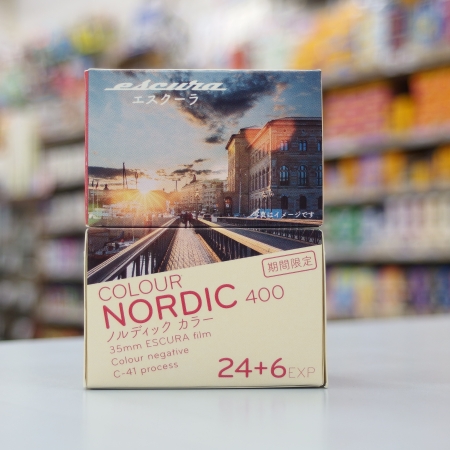 escura
エスクーラ
写真はイメージです
期間限定
COLOUR
NORDIC 400
ノルディック カラー
35mm ESCURA film
Colour negative
C-41 process
24+6EXP